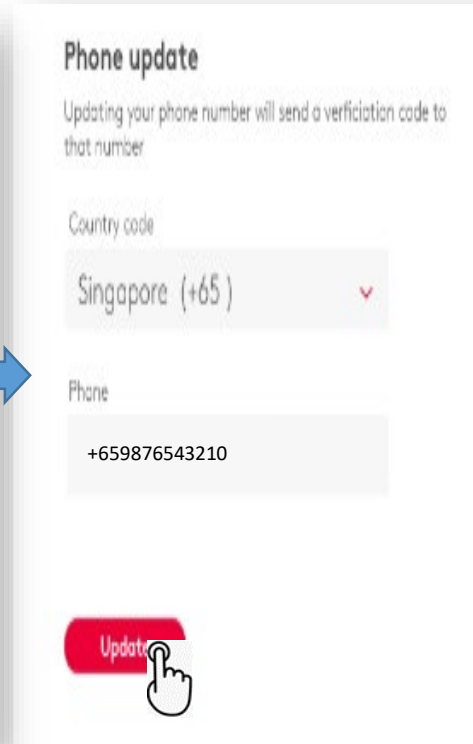 Phone update
Updating your phone number will send a verficiation code to
that number
Country code
Singapore (+65 )
Phone
+659876543210
Update